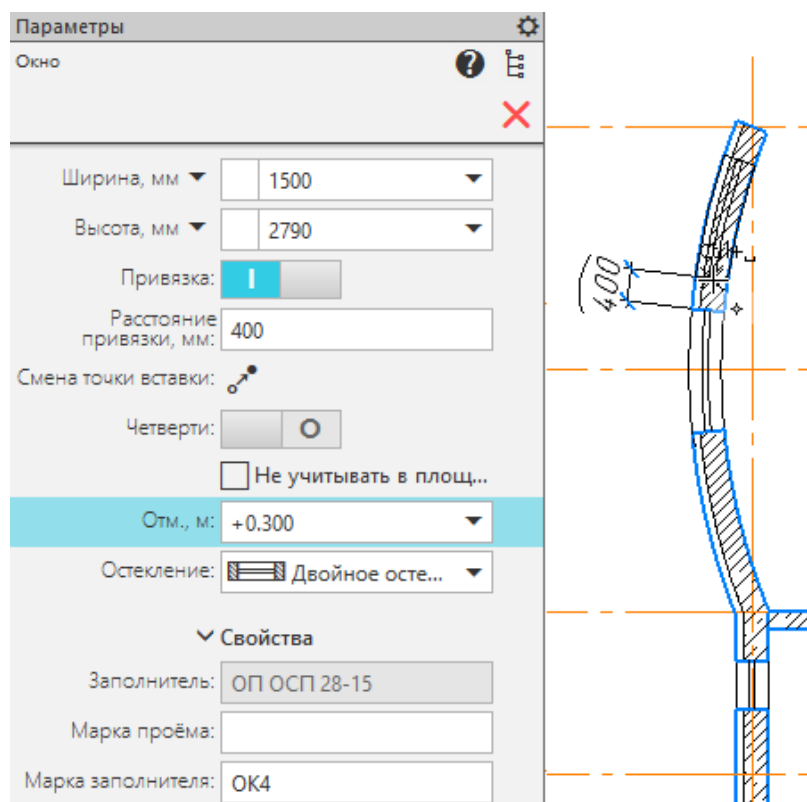 Параметры
Окно
Ширина, мм 1500
Высота, мм 2790
Привязка:
Расстояние
привязки, мм: 400
Смена точки вставки:
Четверти:
Не учитывать в площ...
Отм., м: +0.300
Остекление: Двойное осте...
Свойства
Заполнитель: ОП ОСП 28-15
Марка проёма:
Марка заполнителя: ОК4
400